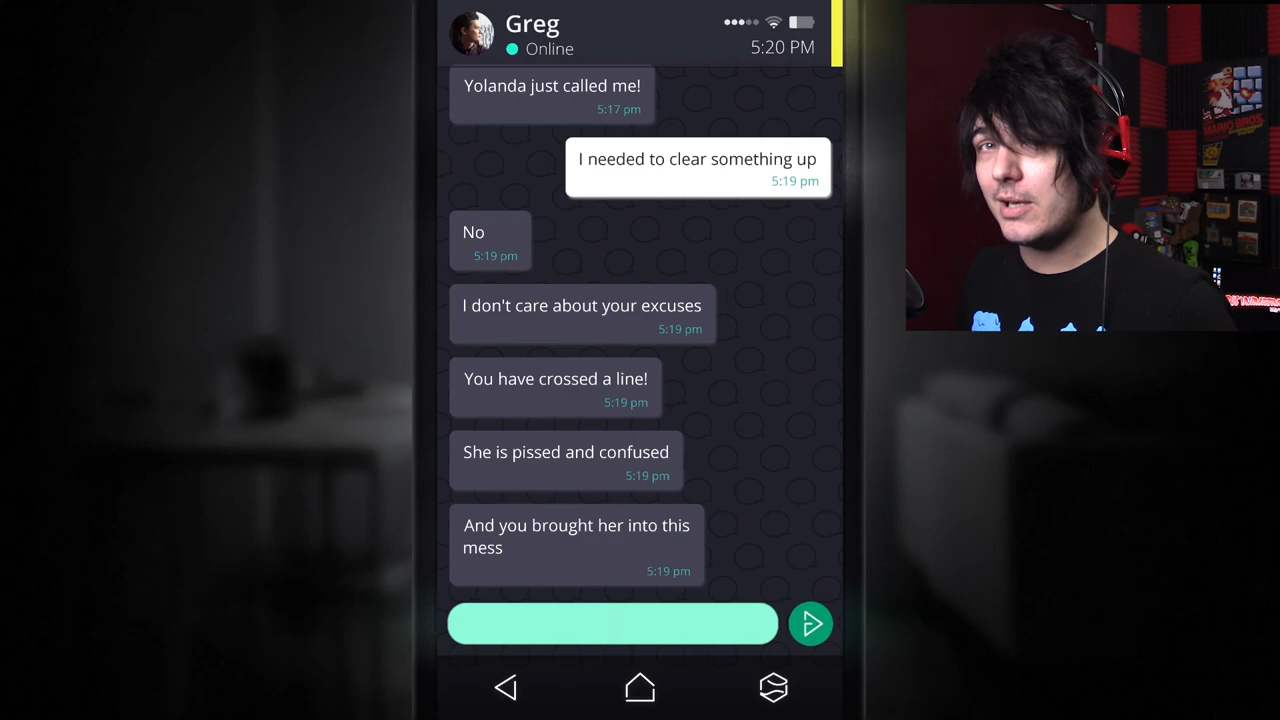 Greg
Online
5:20 PM
Yolanda just called me!
5:17 pm
I needed to clear something up
5:19 pm
No
5:19 pm
I don't care about your excuses
5:19 pm
You have crossed a line!
5:19 pm
She is pissed and confused
5:19 pm
And you brought her into this
mess
5:19 pm
MARIO BROS.